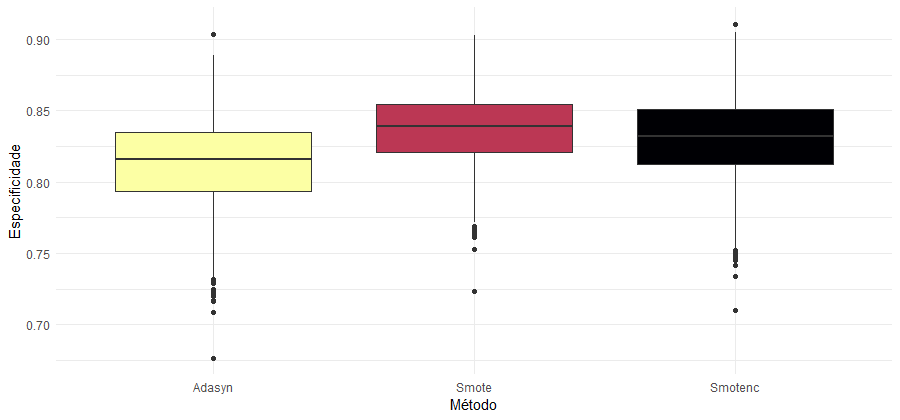 Especificidade
0.90
0.85
0.80
0.75
0.70
Adasyn
Smote
Smotenc
Método